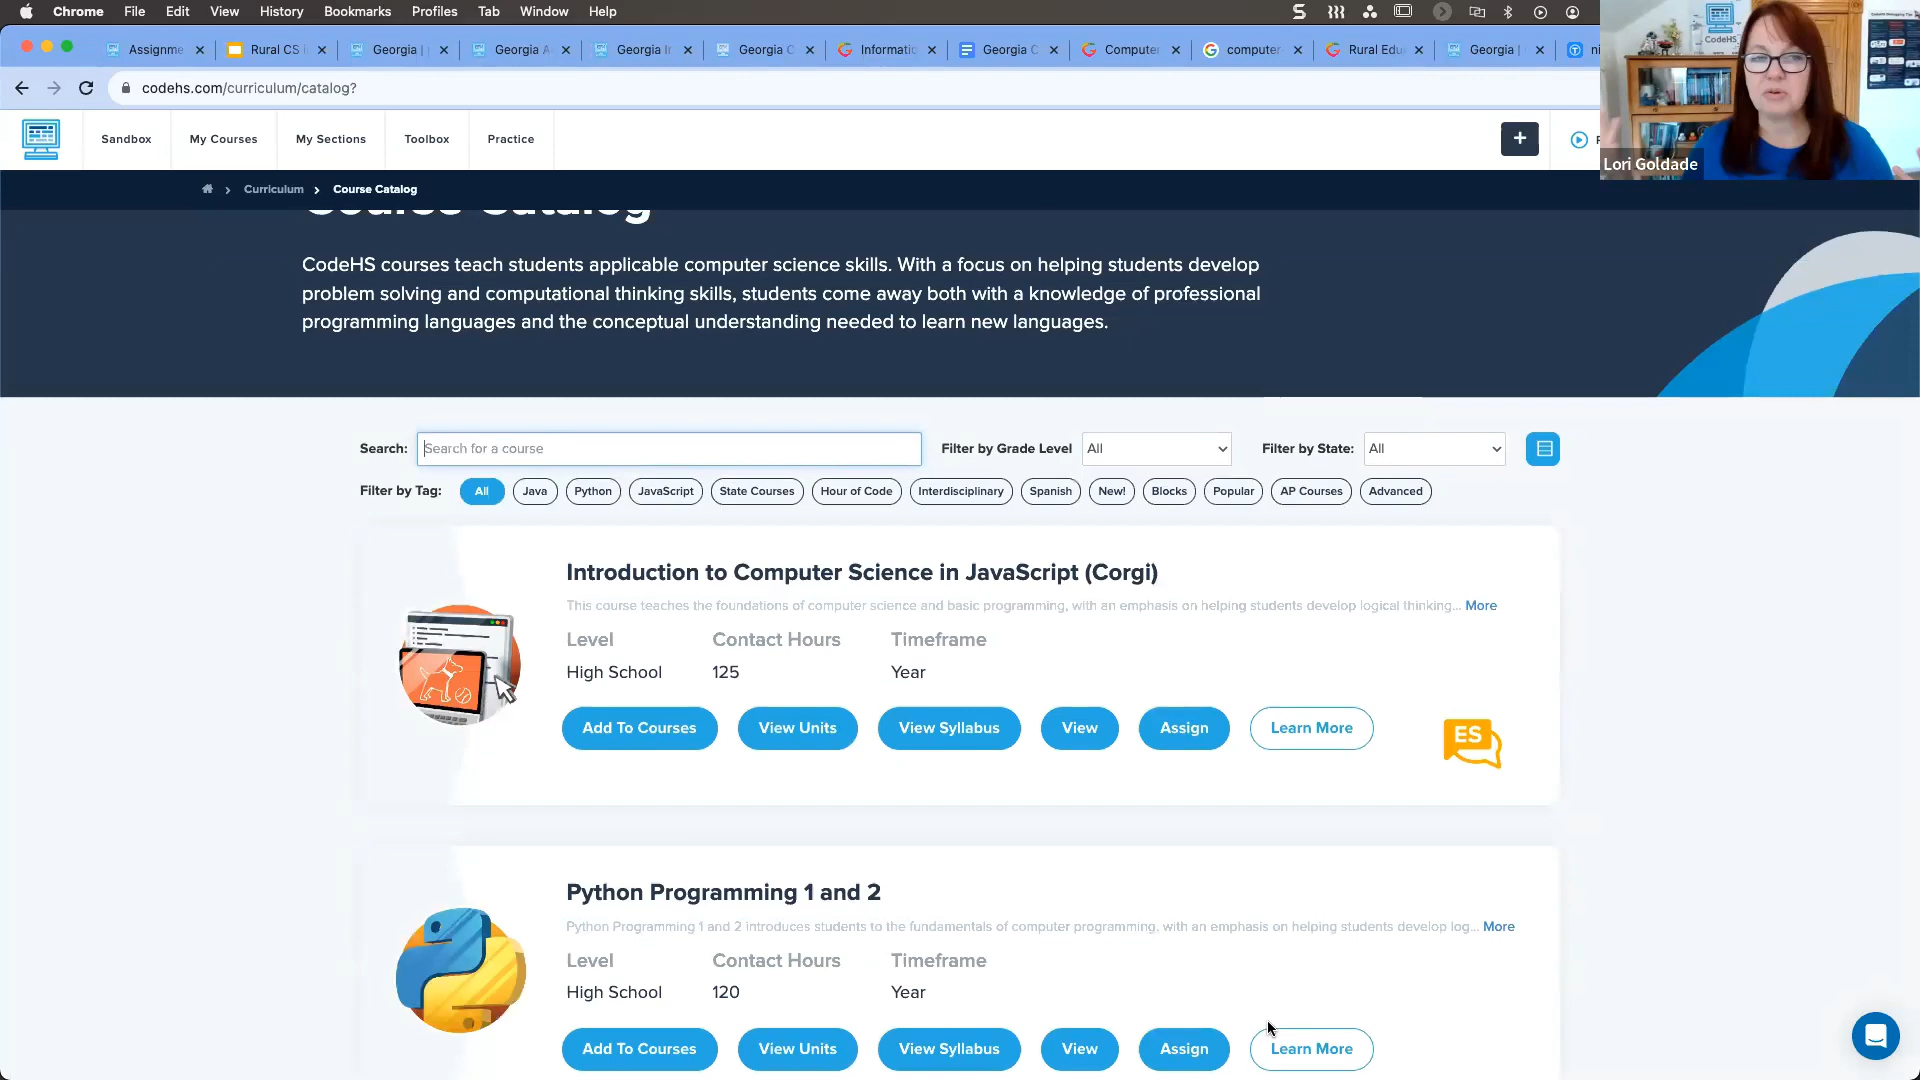 Chrome File Edit View History Bookmarks Profiles Tab Window Help
Assignme Rural CS i Georgia | Georgia A Georgia I Georgia C Informatic Georgia C Computer computer Rural Edu Georgia | ni
codehs.com/curriculum/catalog?
Sandbox My Courses My Sections Toolbox Practice
CodeHS
Lori Goldade
Curriculum Course Catalog
Course Catalog
CodeHS courses teach students applicable computer science skills. With a focus on helping students develop
problem solving and computational thinking skills, students come away both with a knowledge of professional
programming languages and the conceptual understanding needed to learn new languages.
Search: Search for a course Filter by Grade Level All Filter by State: All
Filter by Tag: All Java Python JavaScript State Courses Hour of Code Interdisciplinary Spanish New! Blocks Popular AP Courses Advanced
Introduction to Computer Science in JavaScript (Corgi)
This course teaches the foundations of computer science and basic programming, with an emphasis on helping students develop logical thinking... More
Level Contact Hours Timeframe
High School 125 Year
Add To Courses View Units View Syllabus View Assign Learn More
ES
Python Programming 1 and 2
Python Programming 1 and 2 introduces students to the fundamentals of computer programming, with an emphasis on helping students develop log... More
Level Contact Hours Timeframe
High School 120 Year
Add To Courses View Units View Syllabus View Assign Learn More